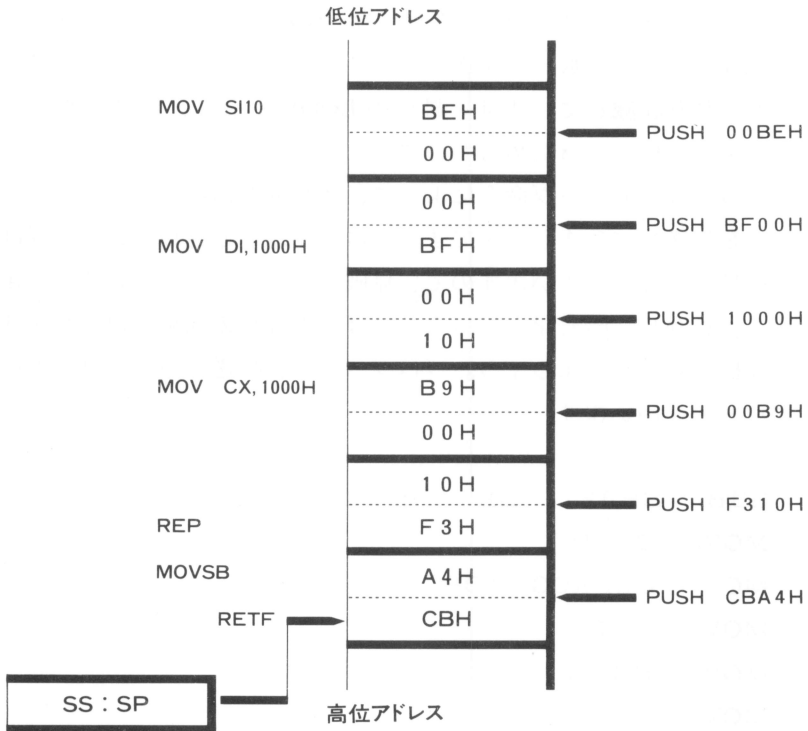 低位アドレス
MOV SI10
BEH
PUSH 00BEH
00H
00H
PUSH BF00H
MOV DI,1000H
BFH
00H
PUSH 1000H
10H
MOV CX,1000H
B9H
PUSH 00B9H
00H
10H
PUSH F310H
REP
F3H
MOVSB
A4H
PUSH CBA4H
RETF
CBH
SS:SP
高位アドレス